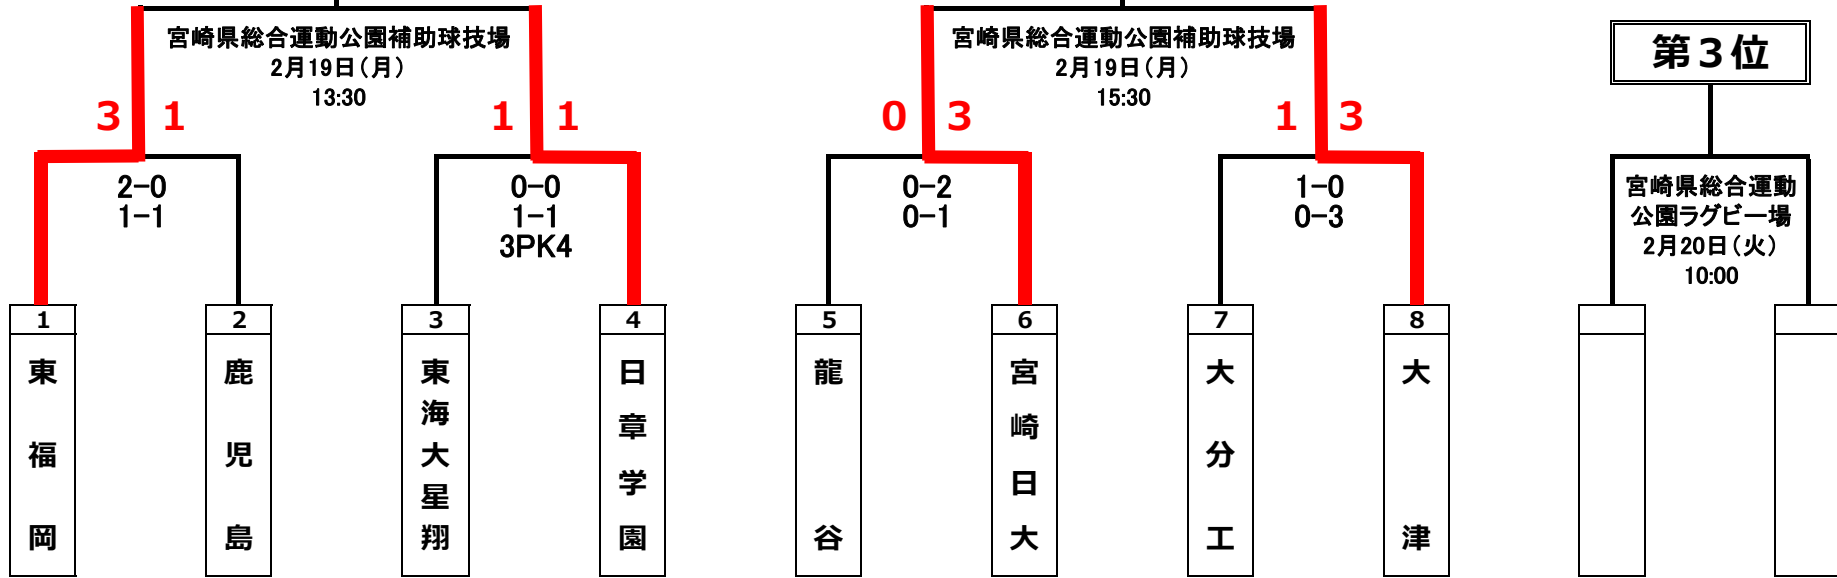 宮崎県総合運動公園補助球技場
2月19日(月)
13:30
宮崎県総合運動公園補助球技場
2月19日(月)
15:30
第3位
3 1
1 1
0 3
1 3
2-0
1-1
0-0
1-1
3PK4
0-2
0-1
1-0
0-3
宮崎県総合運動
公園ラグビー場
2月20日(火)
10:00
1
東福岡
2
鹿児島
3
東海大星翔
4
日章学園
5
龍谷
6
宮崎日大
7
大分工
8
大津